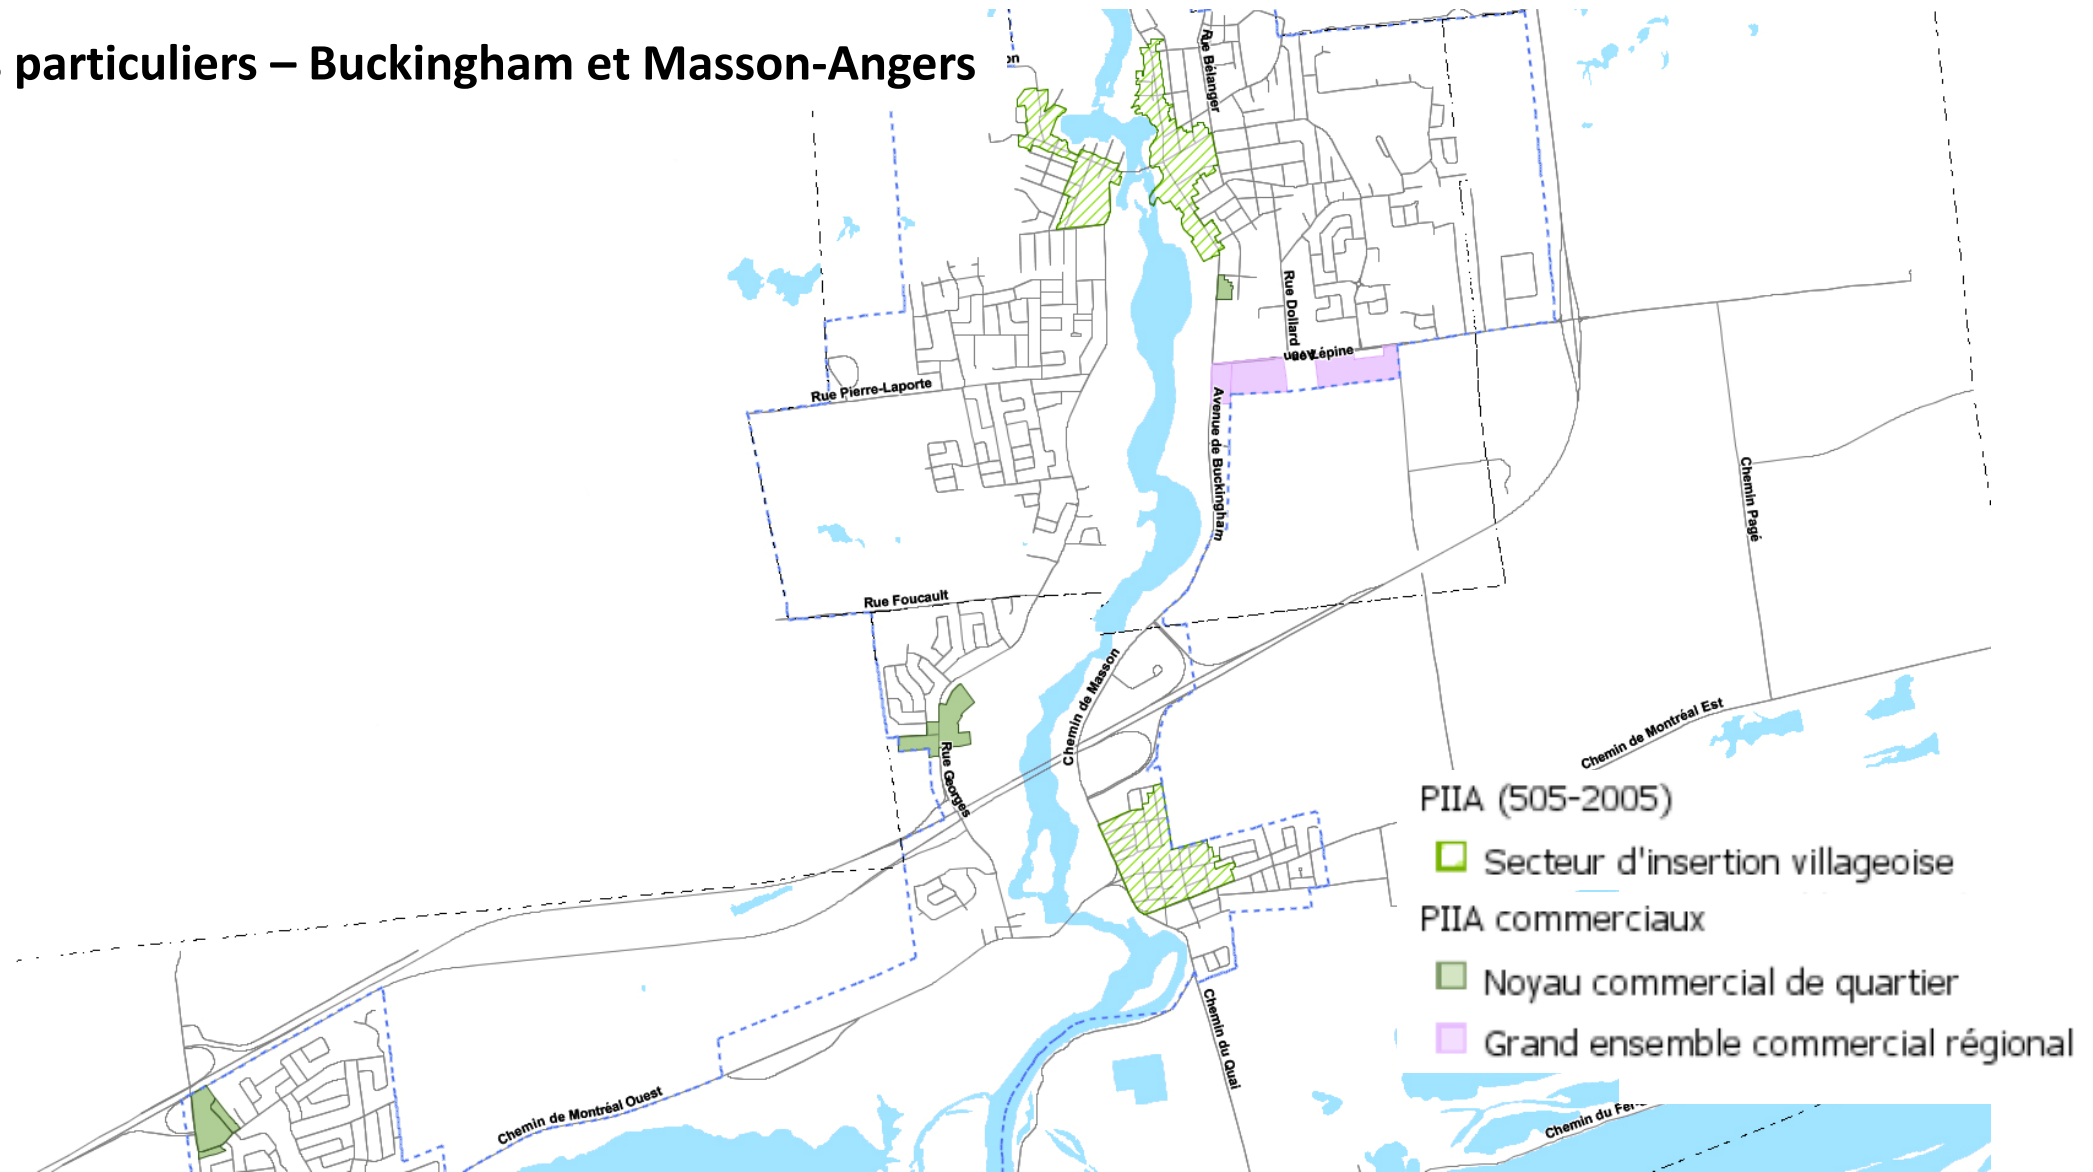 particuliers – Buckingham et Masson-Angers
Rue Bélanger
Rue Dollard
Lépine
Rue Pierre-Laporte
Avenue de Buckingham
Chemin Pagé
Rue Foucault
Chemin de Masson
Chemin de Montréal Est
Rue Georges
PIIA (505-2005)
Secteur d'insertion villageoise
PIIA commerciaux
Noyau commercial de quartier
Grand ensemble commercial régional
Chemin du Quai
Chemin de Montréal Ouest
Chemin du